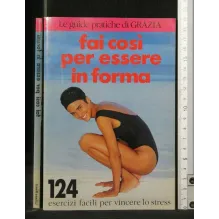 Le guide pratiche di GRAZIA
fai così
per essere
in forma
124
esercizi facili per vincere lo stress